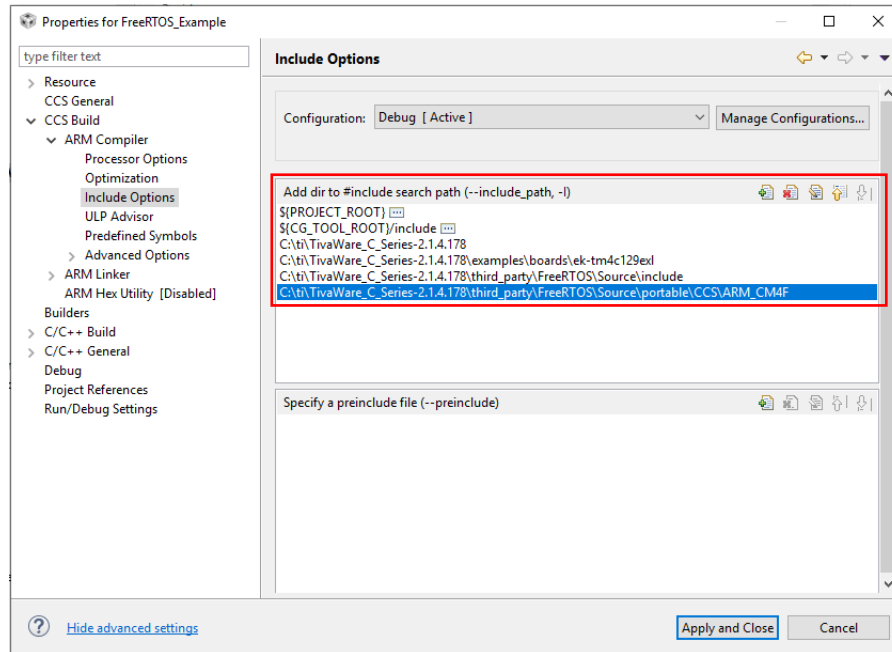 Properties for FreeRTOS_Example
type filter text
Resource
CCS General
CCS Build
ARM Compiler
Processor Options
Optimization
Include Options
ULP Advisor
Predefined Symbols
Advanced Options
ARM Linker
ARM Hex Utility [Disabled]
Builders
C/C++ Build
C/C++ General
Debug
Project References
Run/Debug Settings
Include Options
Configuration: Debug [ Active ] Manage Configurations...
Add dir to #include search path (--include_path, -I)
${PROJECT_ROOT}
${CG_TOOL_ROOT}/include
C:\ti\TivaWare_C_Series-2.1.4.178
C:\ti\TivaWare_C_Series-2.1.4.178\examples\boards\ek-tm4c129exl
C:\ti\TivaWare_C_Series-2.1.4.178\third_party\FreeRTOS\Source\include
C:\ti\TivaWare_C_Series-2.1.4.178\third_party\FreeRTOS\Source\portable\CCS\ARM_CM4F
Specify a preinclude file (--preinclude)
Hide advanced settings
Apply and Close Cancel